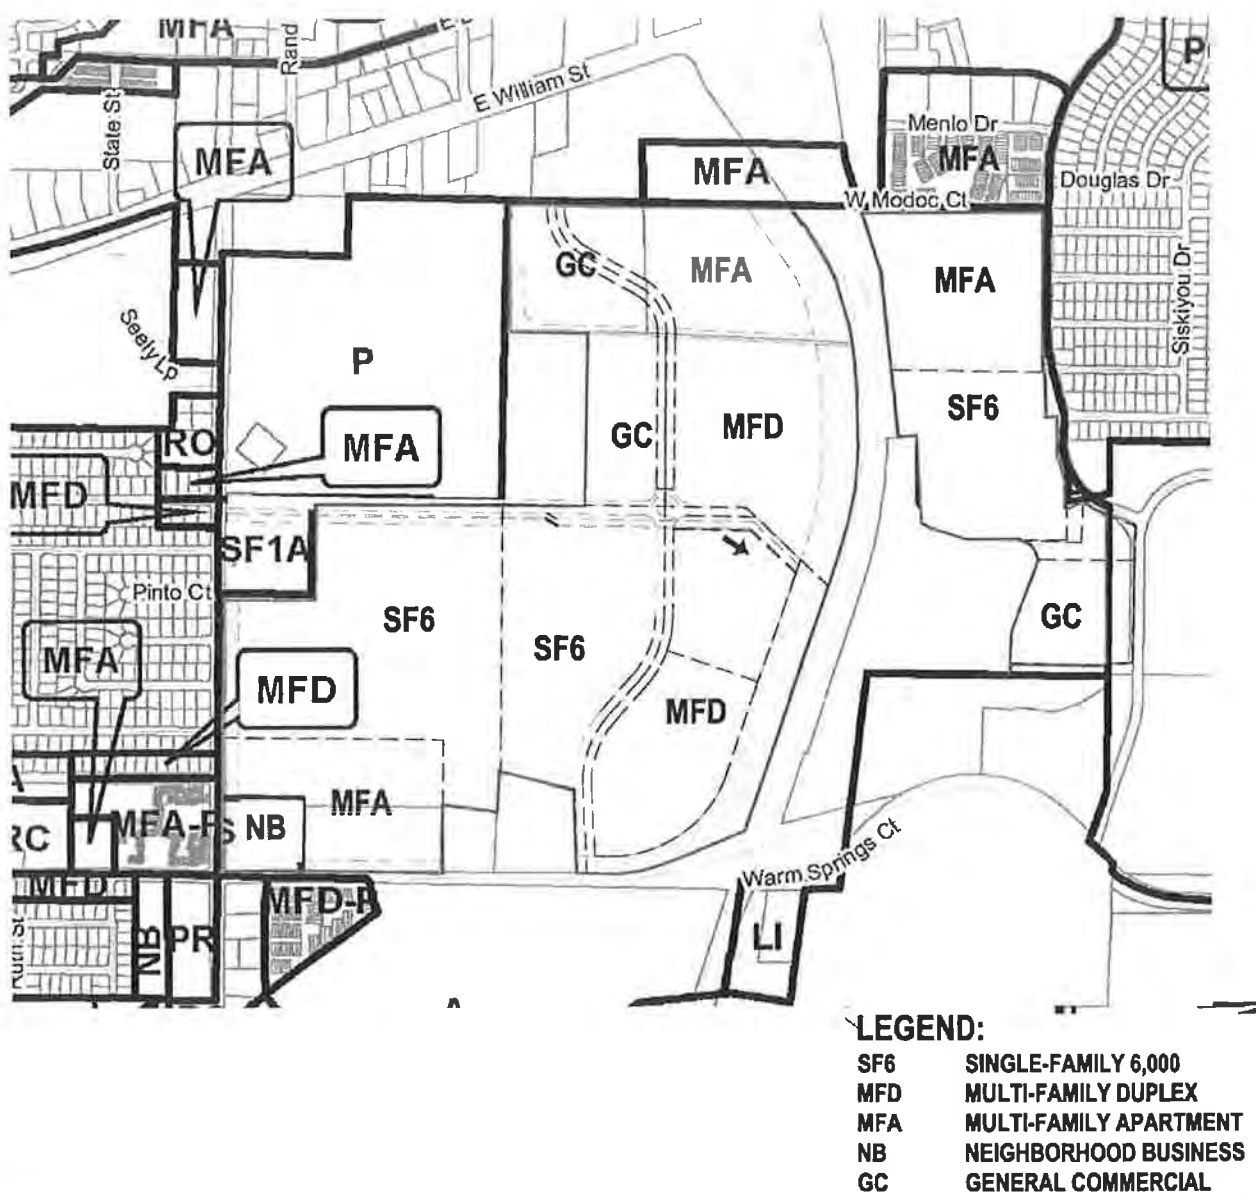 MFA
Rand
E William St
State St
MFA
MFA
Menlo Dr
MFA
Douglas Dr
W Modoc Ct
Siskiyou Dr
GC
MFA
MFA
Seely Lp
P
SF6
RO
MFA
GC
MFD
MFD
SF1A
Pinto Ct
SF6
SF6
GC
MFA
MFD
MFD
MFA
MFA-P
S
NB
RC
Warm Springs Ct
MFD
MFD-P
Ruth St
NB
PR
LI
A
LEGEND:
SF6 SINGLE-FAMILY 6,000
MFD MULTI-FAMILY DUPLEX
MFA MULTI-FAMILY APARTMENT
NB NEIGHBORHOOD BUSINESS
GC GENERAL COMMERCIAL